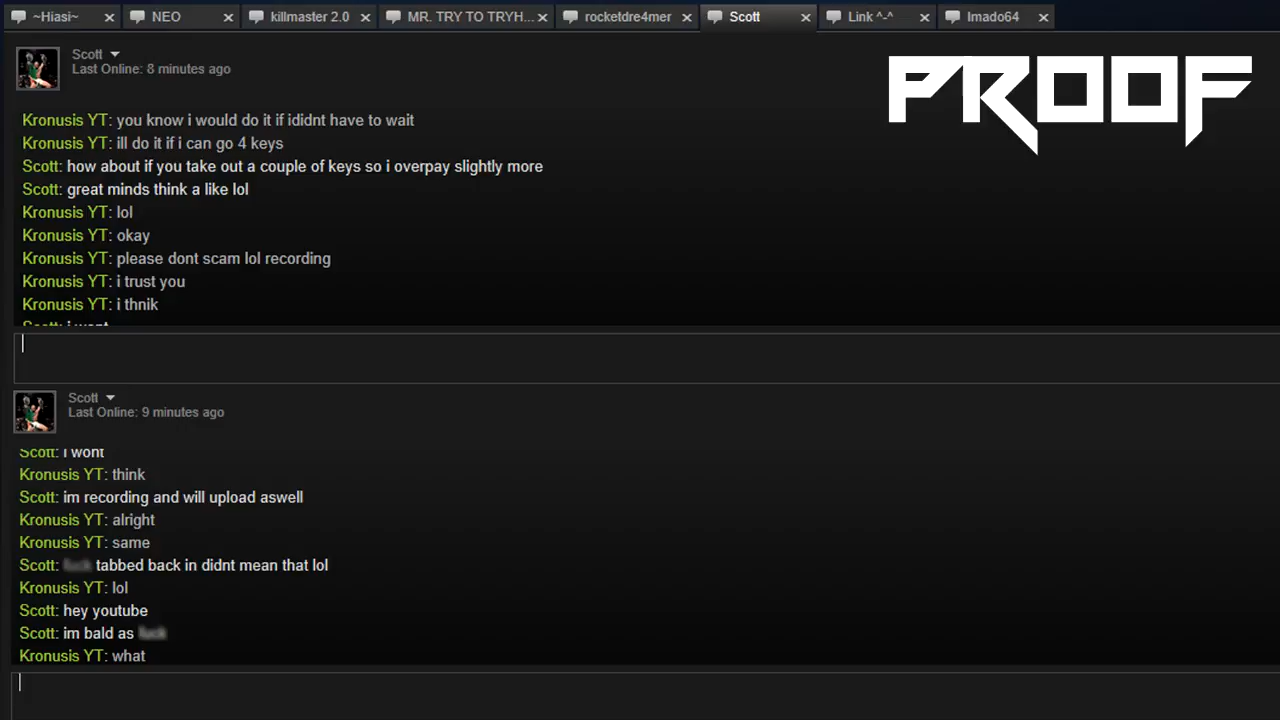 ~Hiasi~ NEO killmaster 2.0 MR. TRY TO TRYH... rocketdre4mer Scott Link ^-^ Imado64
Scott
Last Online: 8 minutes ago
PROOF
Kronusis YT: you know i would do it if ididnt have to wait
Kronusis YT: ill do it if i can go 4 keys
Scott: how about if you take out a couple of keys so i overpay slightly more
Scott: great minds think a like lol
Kronusis YT: lol
Kronusis YT: okay
Kronusis YT: please dont scam lol recording
Kronusis YT: i trust you
Kronusis YT: i thnik
Scott: i wont
Scott
Last Online: 9 minutes ago
Scott: i wont
Kronusis YT: think
Scott: im recording and will upload aswell
Kronusis YT: alright
Kronusis YT: same
Scott: tabbed back in didnt mean that lol
Kronusis YT: lol
Scott: hey youtube
Scott: im bald as
Kronusis YT: what